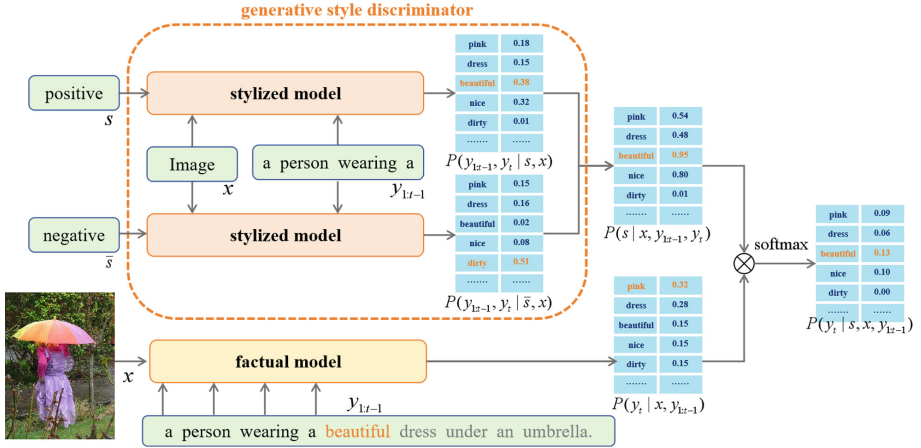 generative style discriminator
positive
s
stylized model
Image
x
a person wearing a
y1:t−1
negative
s̅
stylized model
pink 0.18
dress 0.15
beautiful 0.38
nice 0.32
dirty 0.01
...... ......
P(y1:t−1, yt | s, x)
pink 0.15
dress 0.16
beautiful 0.02
nice 0.08
dirty 0.51
...... ......
P(y1:t−1, yt | s̅, x)
pink 0.54
dress 0.48
beautiful 0.95
nice 0.80
dirty 0.01
....... ......
P(s | x, y1:t−1, yt)
softmax
pink 0.09
dress 0.06
beautiful 0.13
nice 0.10
dirty 0.00
....... ......
P(yt | s, x, y1:t−1)
x
factual model
y1:t−1
a person wearing a beautiful dress under an umbrella.
pink 0.32
dress 0.28
beautiful 0.15
nice 0.15
dirty 0.15
...... ......
P(yt | x, y1:t−1)